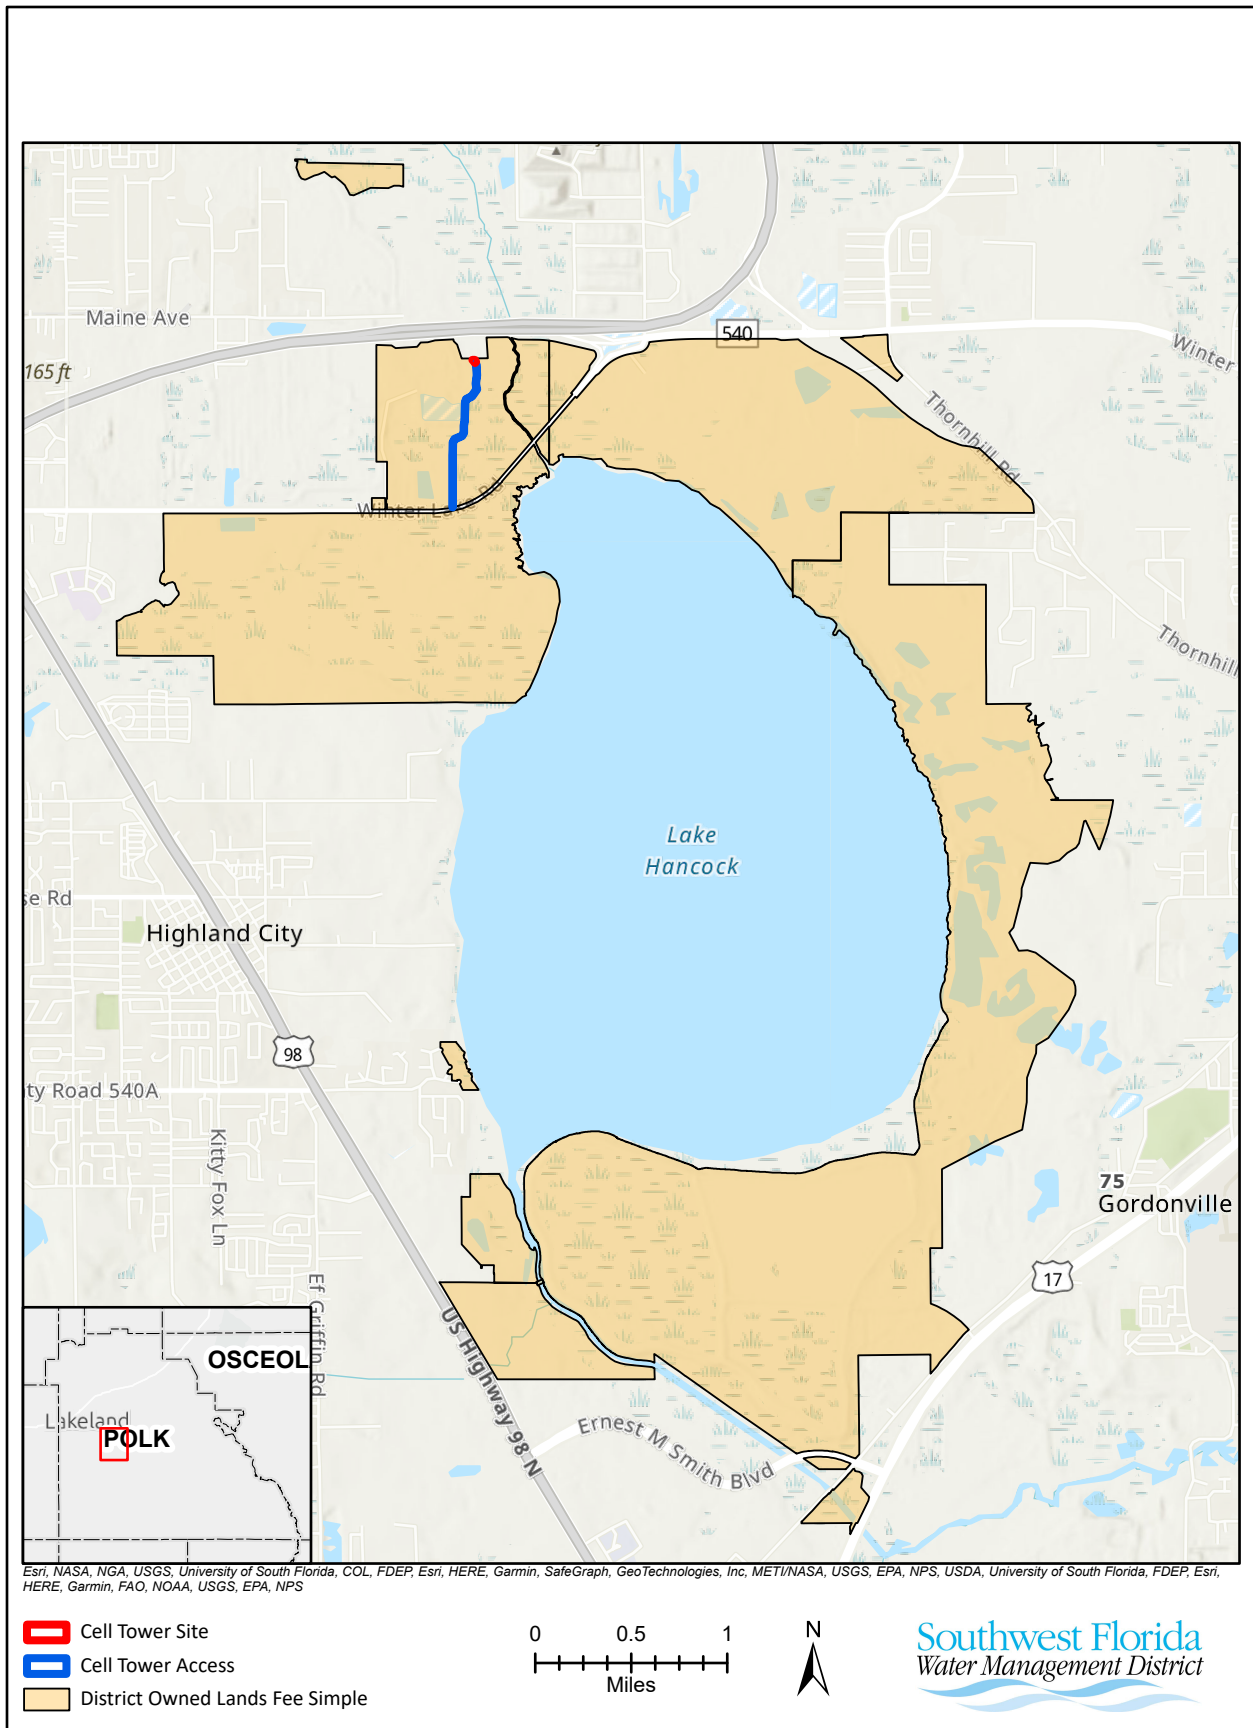 Maine Ave
540
Winter
165 ft
Thornhill Rd
Winter Lake Rd
Thornhill
Lake
Hancock
se Rd
Highland City
98
ty Road 540A
Kitty Fox Ln
75
Gordonville
17
Ef Griffin Rd
US Highway 98 N
Ernest M Smith Blvd
OSCEOL
Lakeland
POLK
Esri, NASA, NGA, USGS, University of South Florida, COL, FDEP, Esri, HERE, Garmin, SafeGraph, GeoTechnologies, Inc, METI/NASA, USGS, EPA, NPS, USDA, University of South Florida, FDEP, Esri,
HERE, Garmin, FAO, NOAA, USGS, EPA, NPS
Cell Tower Site
Cell Tower Access
District Owned Lands Fee Simple
0 0.5 1
Miles
N
Southwest Florida
Water Management District